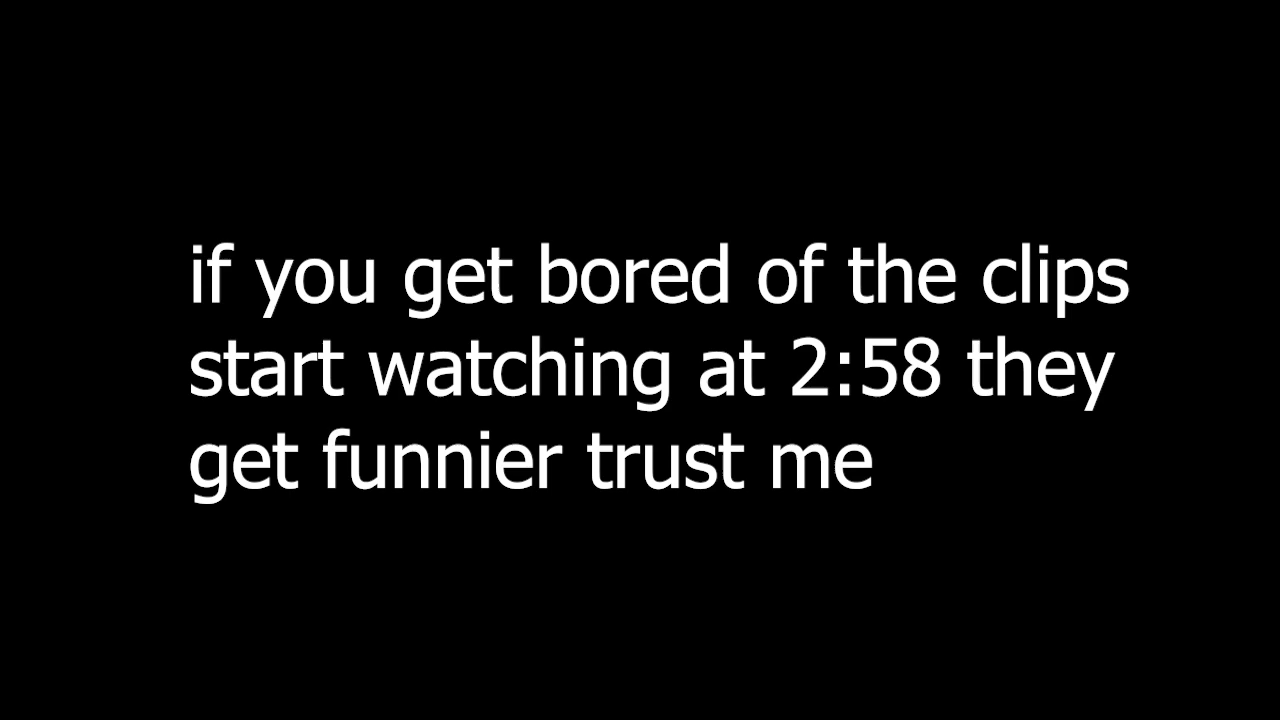 if you get bored of the clips
start watching at 2:58 they
get funnier trust me